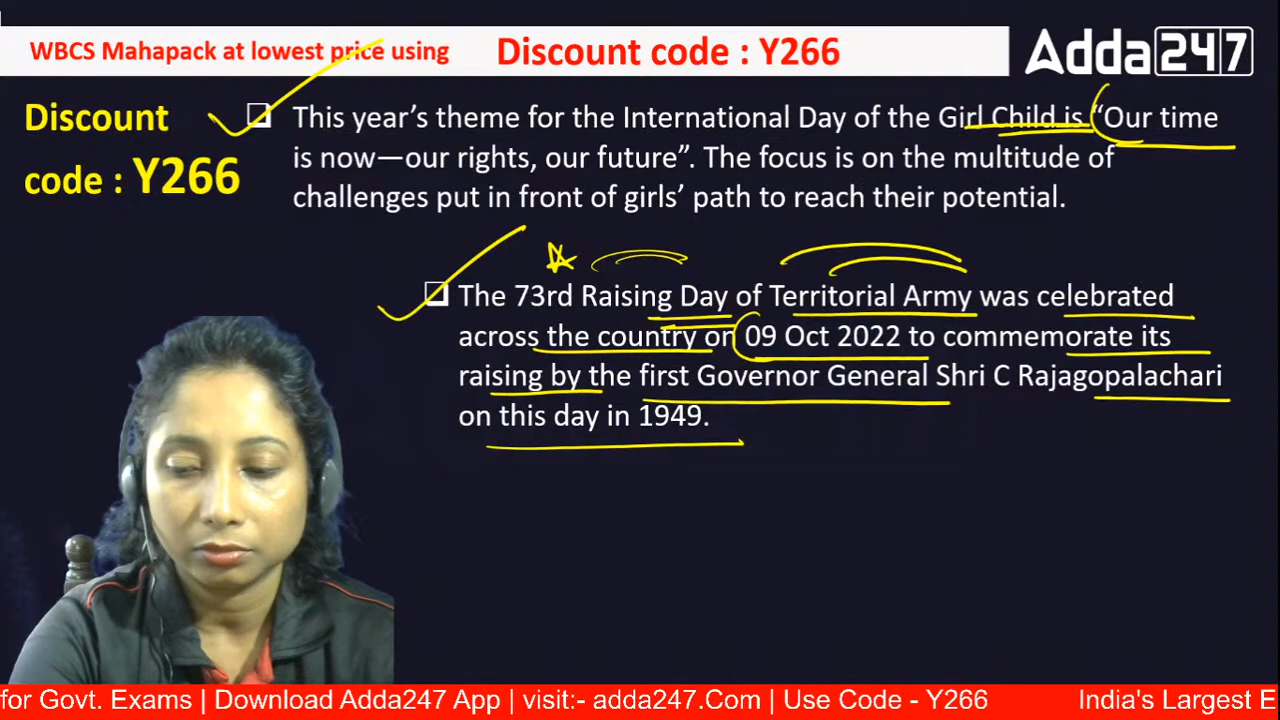 WBCS Mahapack at lowest price using
Discount code : Y266
Adda247
Discount
code : Y266
This year's theme for the International Day of the Girl Child is "Our time
is now—our rights, our future". The focus is on the multitude of
challenges put in front of girls' path to reach their potential.
The 73rd Raising Day of Territorial Army was celebrated
across the country on 09 Oct 2022 to commemorate its
raising by the first Governor General Shri C Rajagopalachari
on this day in 1949.
for Govt. Exams | Download Adda247 App | visit:- adda247.Com | Use Code - Y266 India's Largest E